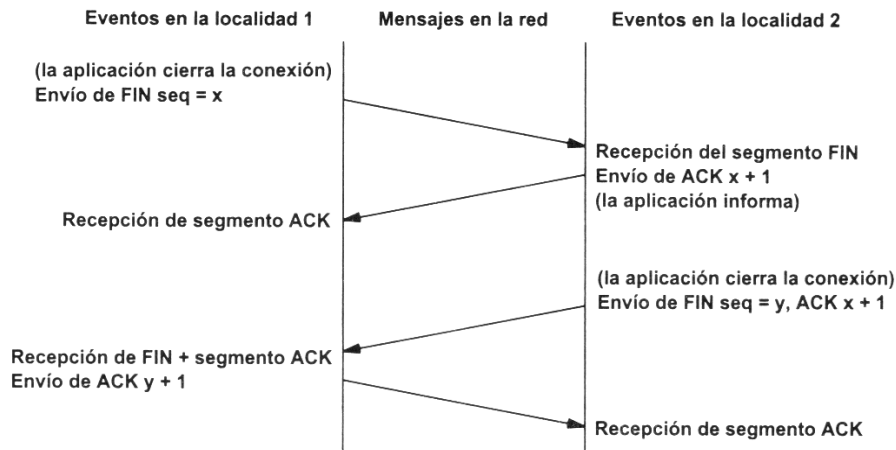 Eventos en la localidad 1
Mensajes en la red
Eventos en la localidad 2
(la aplicación cierra la conexión)
Envío de FIN seq = x
Recepción del segmento FIN
Envío de ACK x + 1
(la aplicación informa)
Recepción de segmento ACK
(la aplicación cierra la conexión)
Envío de FIN seq = y, ACK x + 1
Recepción de FIN + segmento ACK
Envío de ACK y + 1
Recepción de segmento ACK